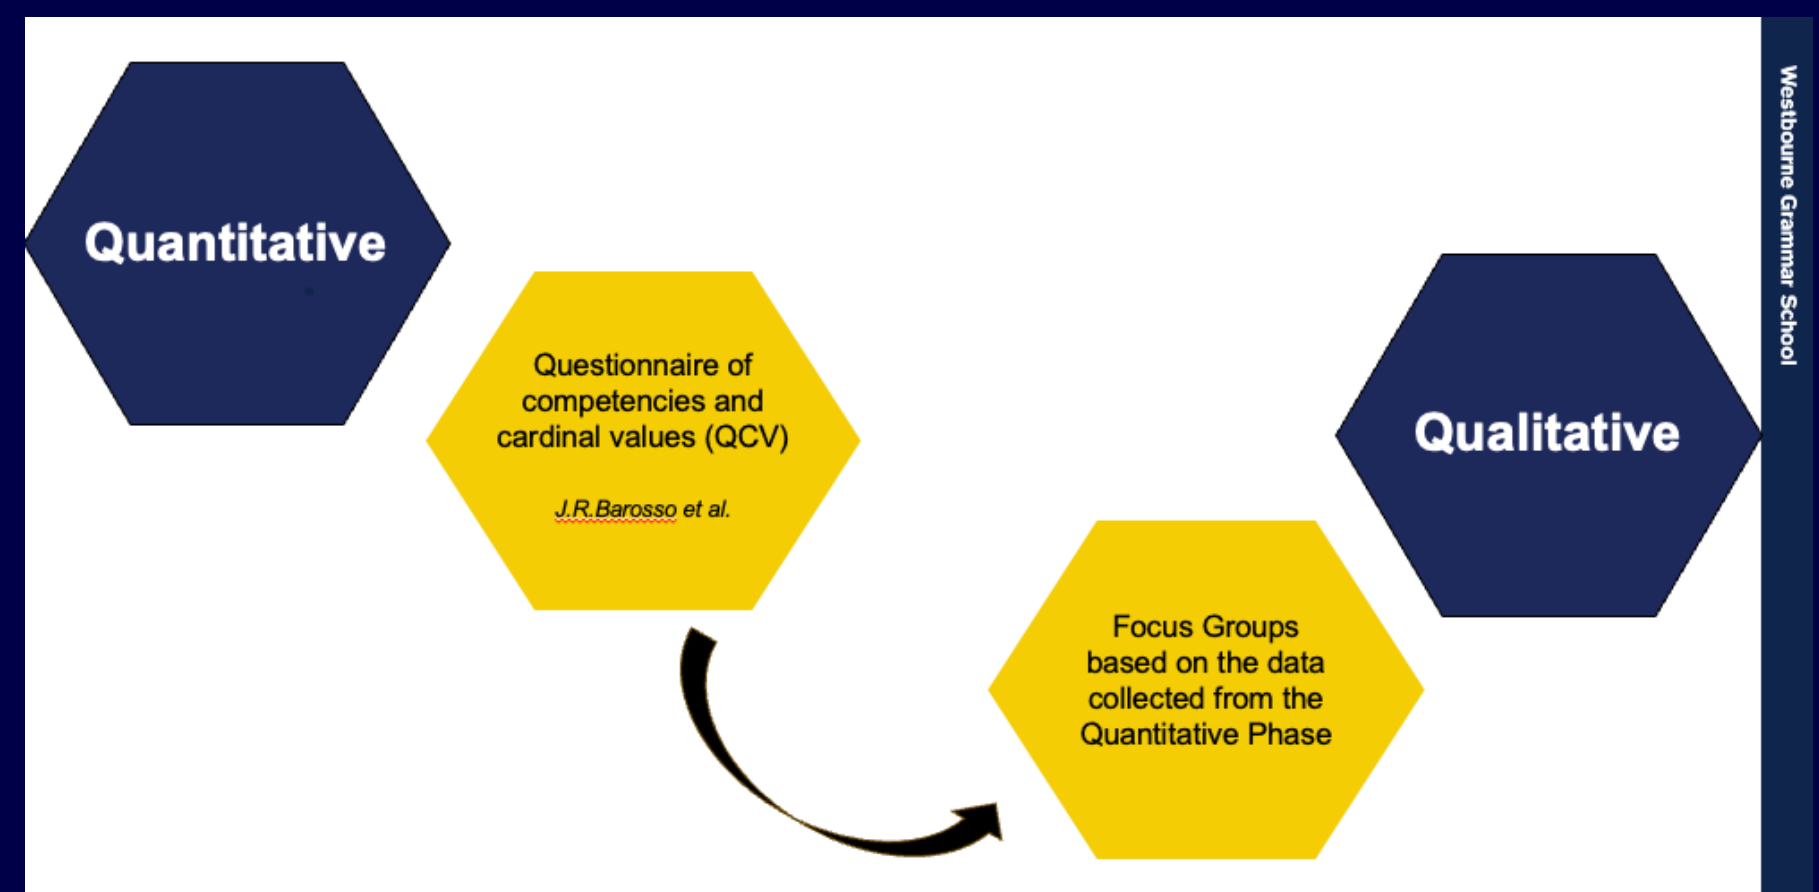 Quantitative
Questionnaire of
competencies and
cardinal values (QCV)
J.R.Barosso et al.
Focus Groups
based on the data
collected from the
Quantitative Phase
Qualitative
Westbourne Grammar School